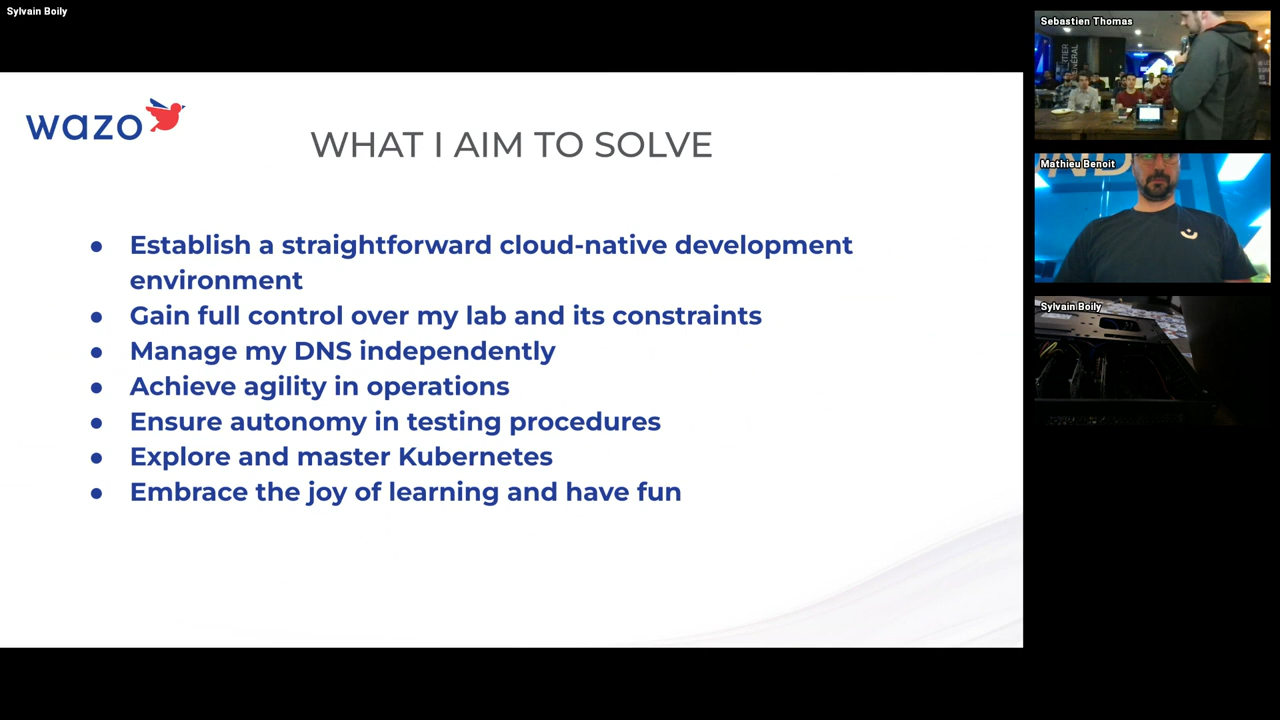 Sylvain Boily
wazo
WHAT I AIM TO SOLVE
● Establish a straightforward cloud-native development
environment
● Gain full control over my lab and its constraints
● Manage my DNS independently
● Achieve agility in operations
● Ensure autonomy in testing procedures
● Explore and master Kubernetes
● Embrace the joy of learning and have fun
Sebastien Thomas
Mathieu Benoit
Sylvain Boily